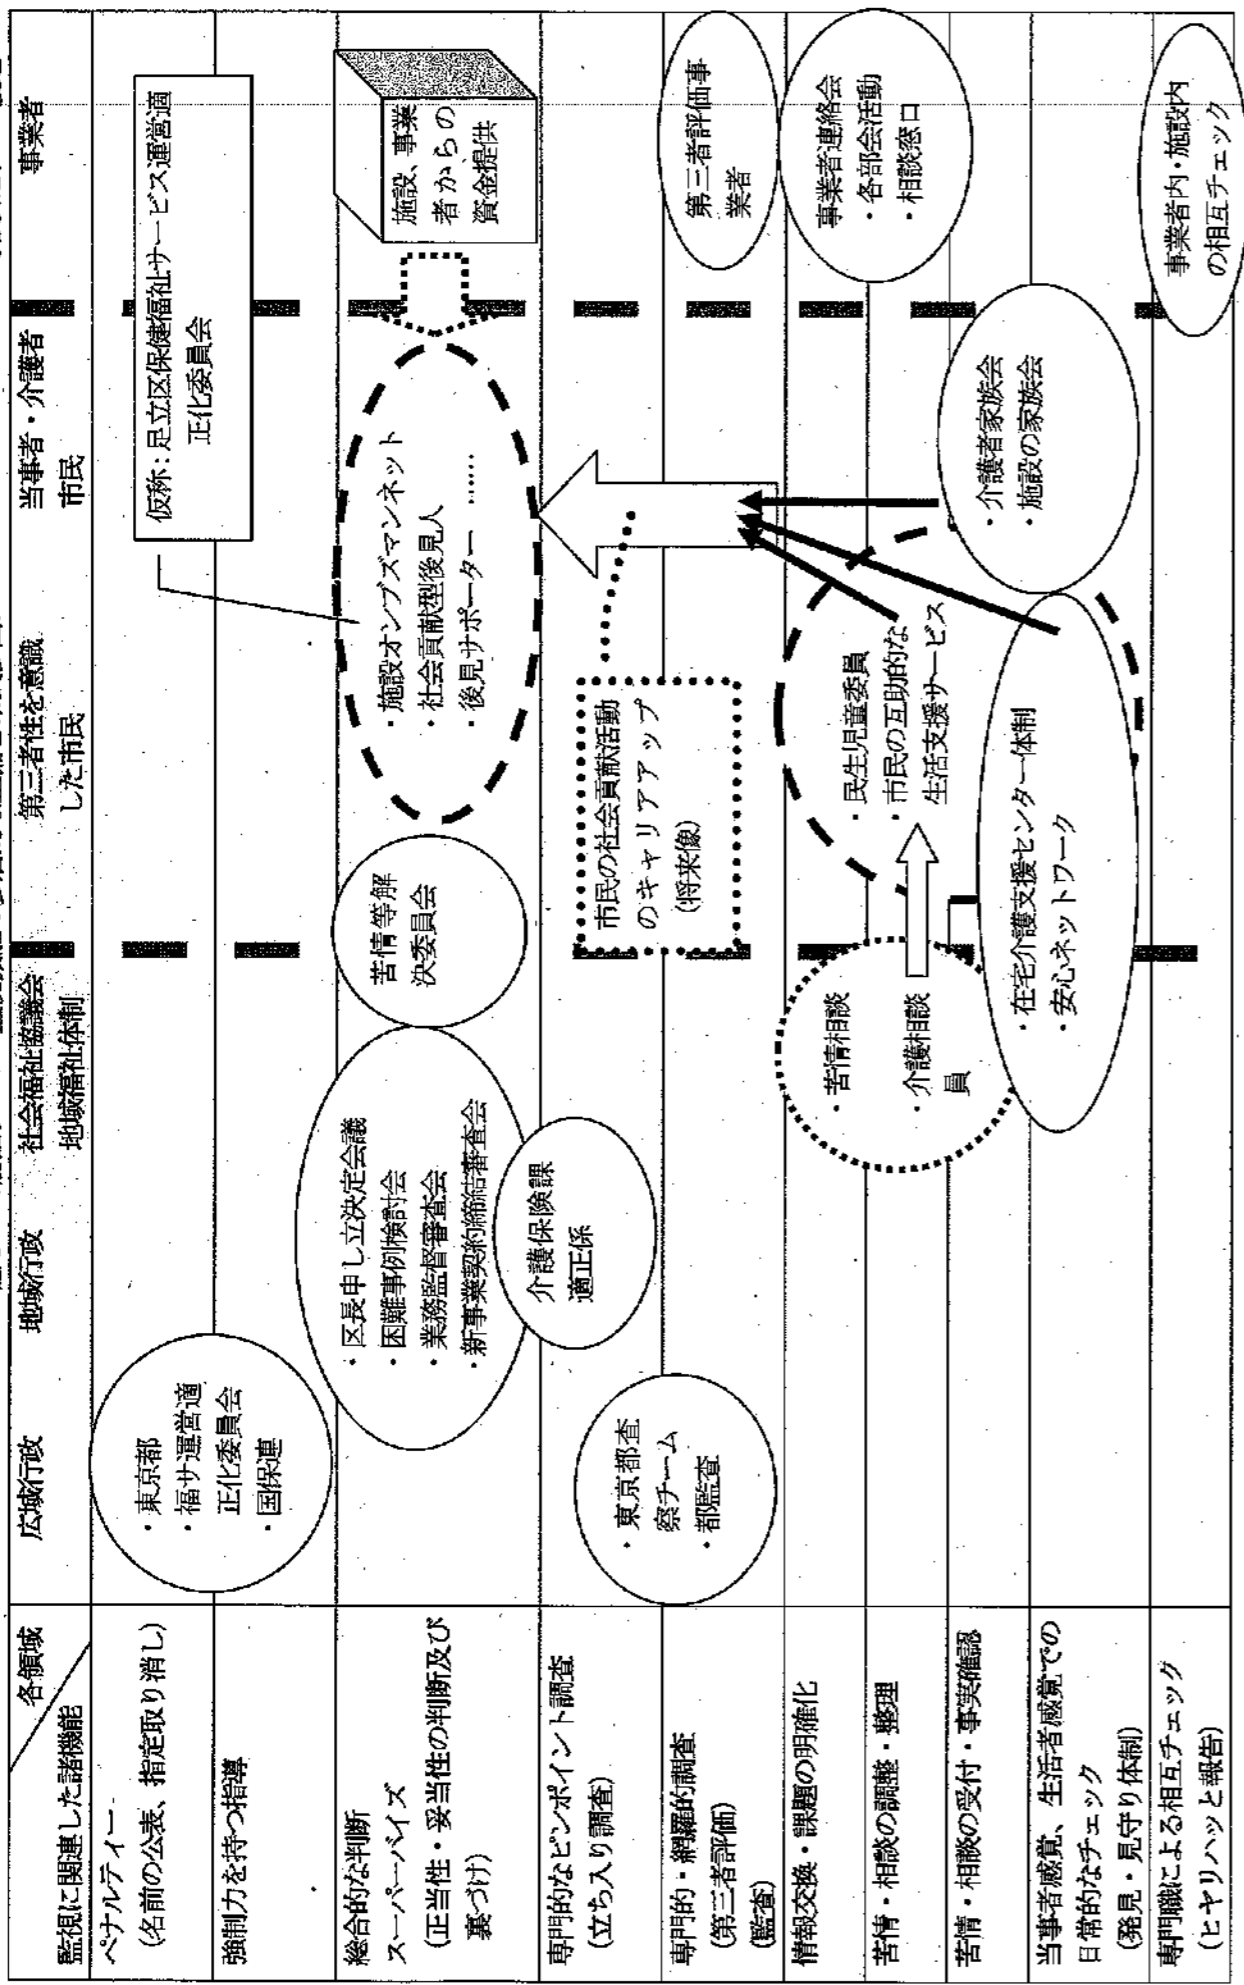 各領域
監視に関連した諸機能
広域行政
地域行政
社会福祉協議会
地域福祉体制
第三者性を意識
した市民
当事者・介護者
市民
事業者
ペナルティー
(名前の公表、指定取り消し)
強制力を持つ指導
総合的な判断
スーパーバイズ
(正当性・妥当性の判断及び
裏づけ)
専門的なピンポイント調査
(立ち入り調査)
専門的・網羅的調査
(第三者評価)
(監査)
情報交換・課題の明確化
苦情・相談の調整・整理
苦情・相談の受付・事実確認
当事者感覚、生活者感覚での
日常的なチェック
(発見・見守り体制)
専門職による相互チェック
(ヒヤリハッと報告)
・東京都
・福サ運営適
正化委員会
・国保連
仮称:足立区保健福祉サービス運営適
正化委員会
・区長申し立決定会議
・困難事例検討会
・業務監督審査会
・新事業契約締結審査会
苦情等解
決委員会
・施設オンブズマンネット
・社会貢献型後見人
・後見サポーター ……
施設、事業
者からの
資金提供
介護保険課
適正係
・東京都査
察チーム
・都監査
市民の社会貢献活動
のキャリアアップ
(将来像)
第三者評価事
業者
・苦情相談
・介護相談
員
・民生児童委員
・市民の互助的な
生活支援サービス
事業者連絡会
・各部会活動
・相談窓口
・在宅介護支援センター体制
・安心ネットワーク
・介護者家族会
・施設の家族会
事業者内・施設内
の相互チェック